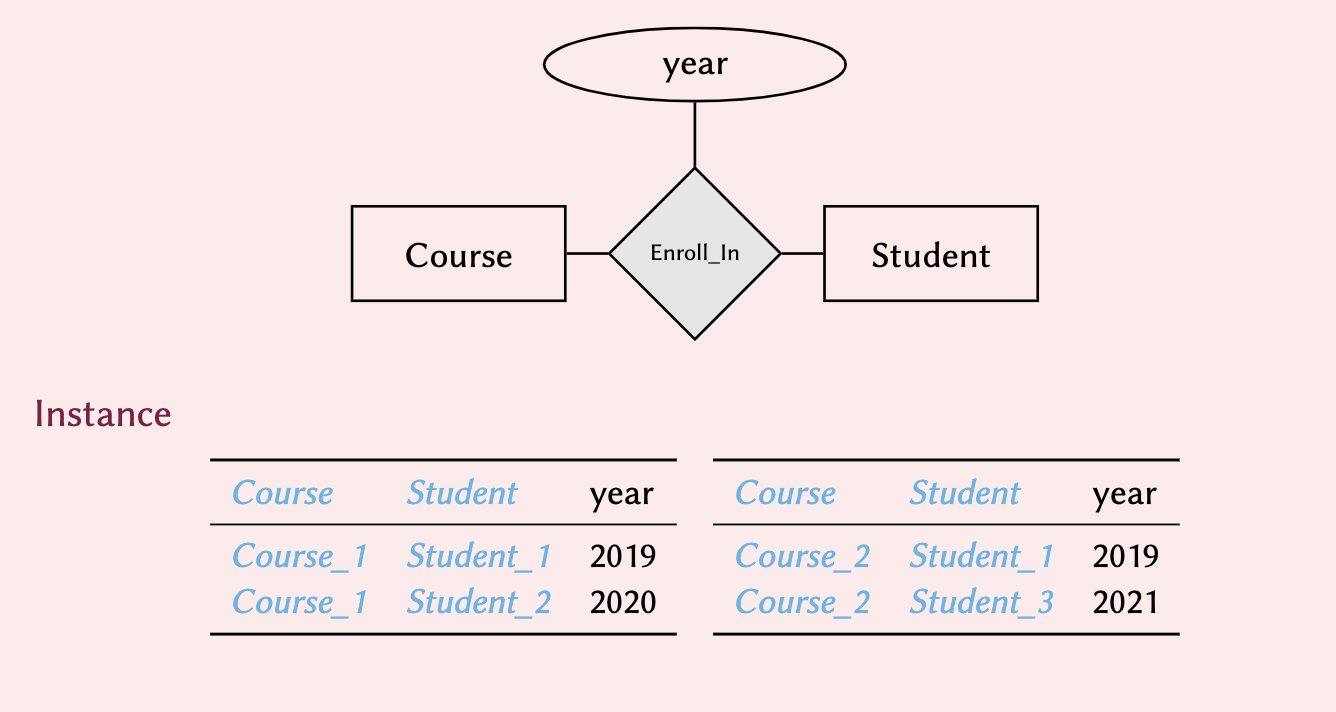 year
Course Enroll_In Student
Instance
Course Student year Course Student year
Course_1 Student_1 2019 Course_2 Student_1 2019
Course_1 Student_2 2020 Course_2 Student_3 2021